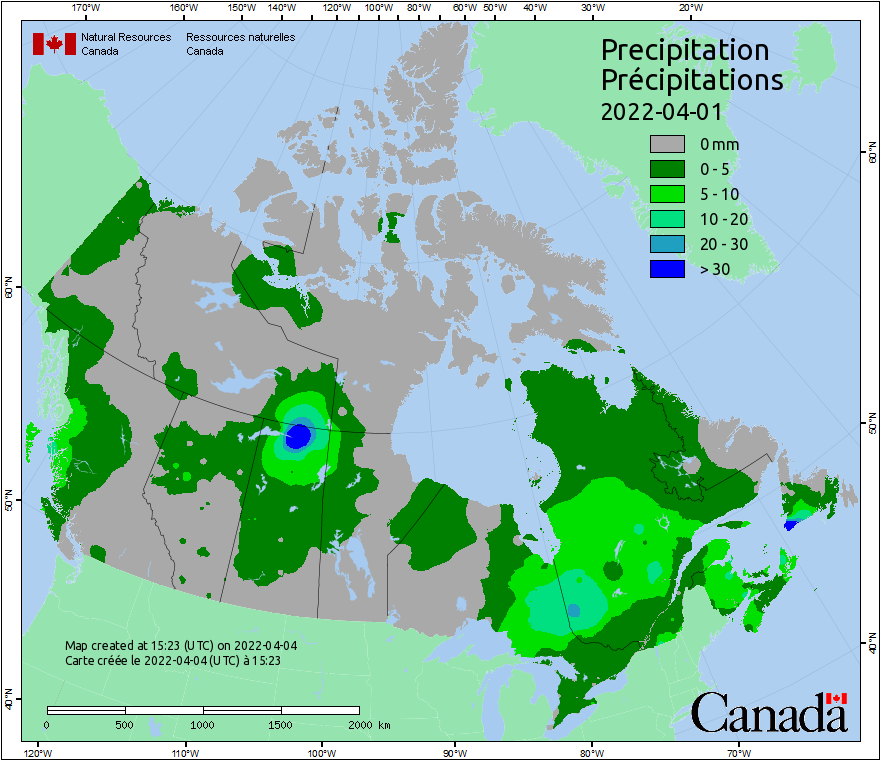 170°W 160°W 150°W 140°W 130°W 120°W 110°W 100°W 90°W 80°W 60°W 50°W 40°W 30°W 20°W
Natural Resources Ressources naturelles
Canada Canada
Precipitation
Précipitations
2022-04-01
0 mm
0 - 5
5 - 10
10 - 20
20 - 30
> 30
60°N
60°N
50°N
50°N
40°N
40°N
Map created at 15:23 (UTC) on 2022-04-04
Carte créée le 2022-04-04 (UTC) à 15:23
0 500 1000 1500 2000 km
Canada
120°W 110°W 100°W 90°W 80°W 70°W